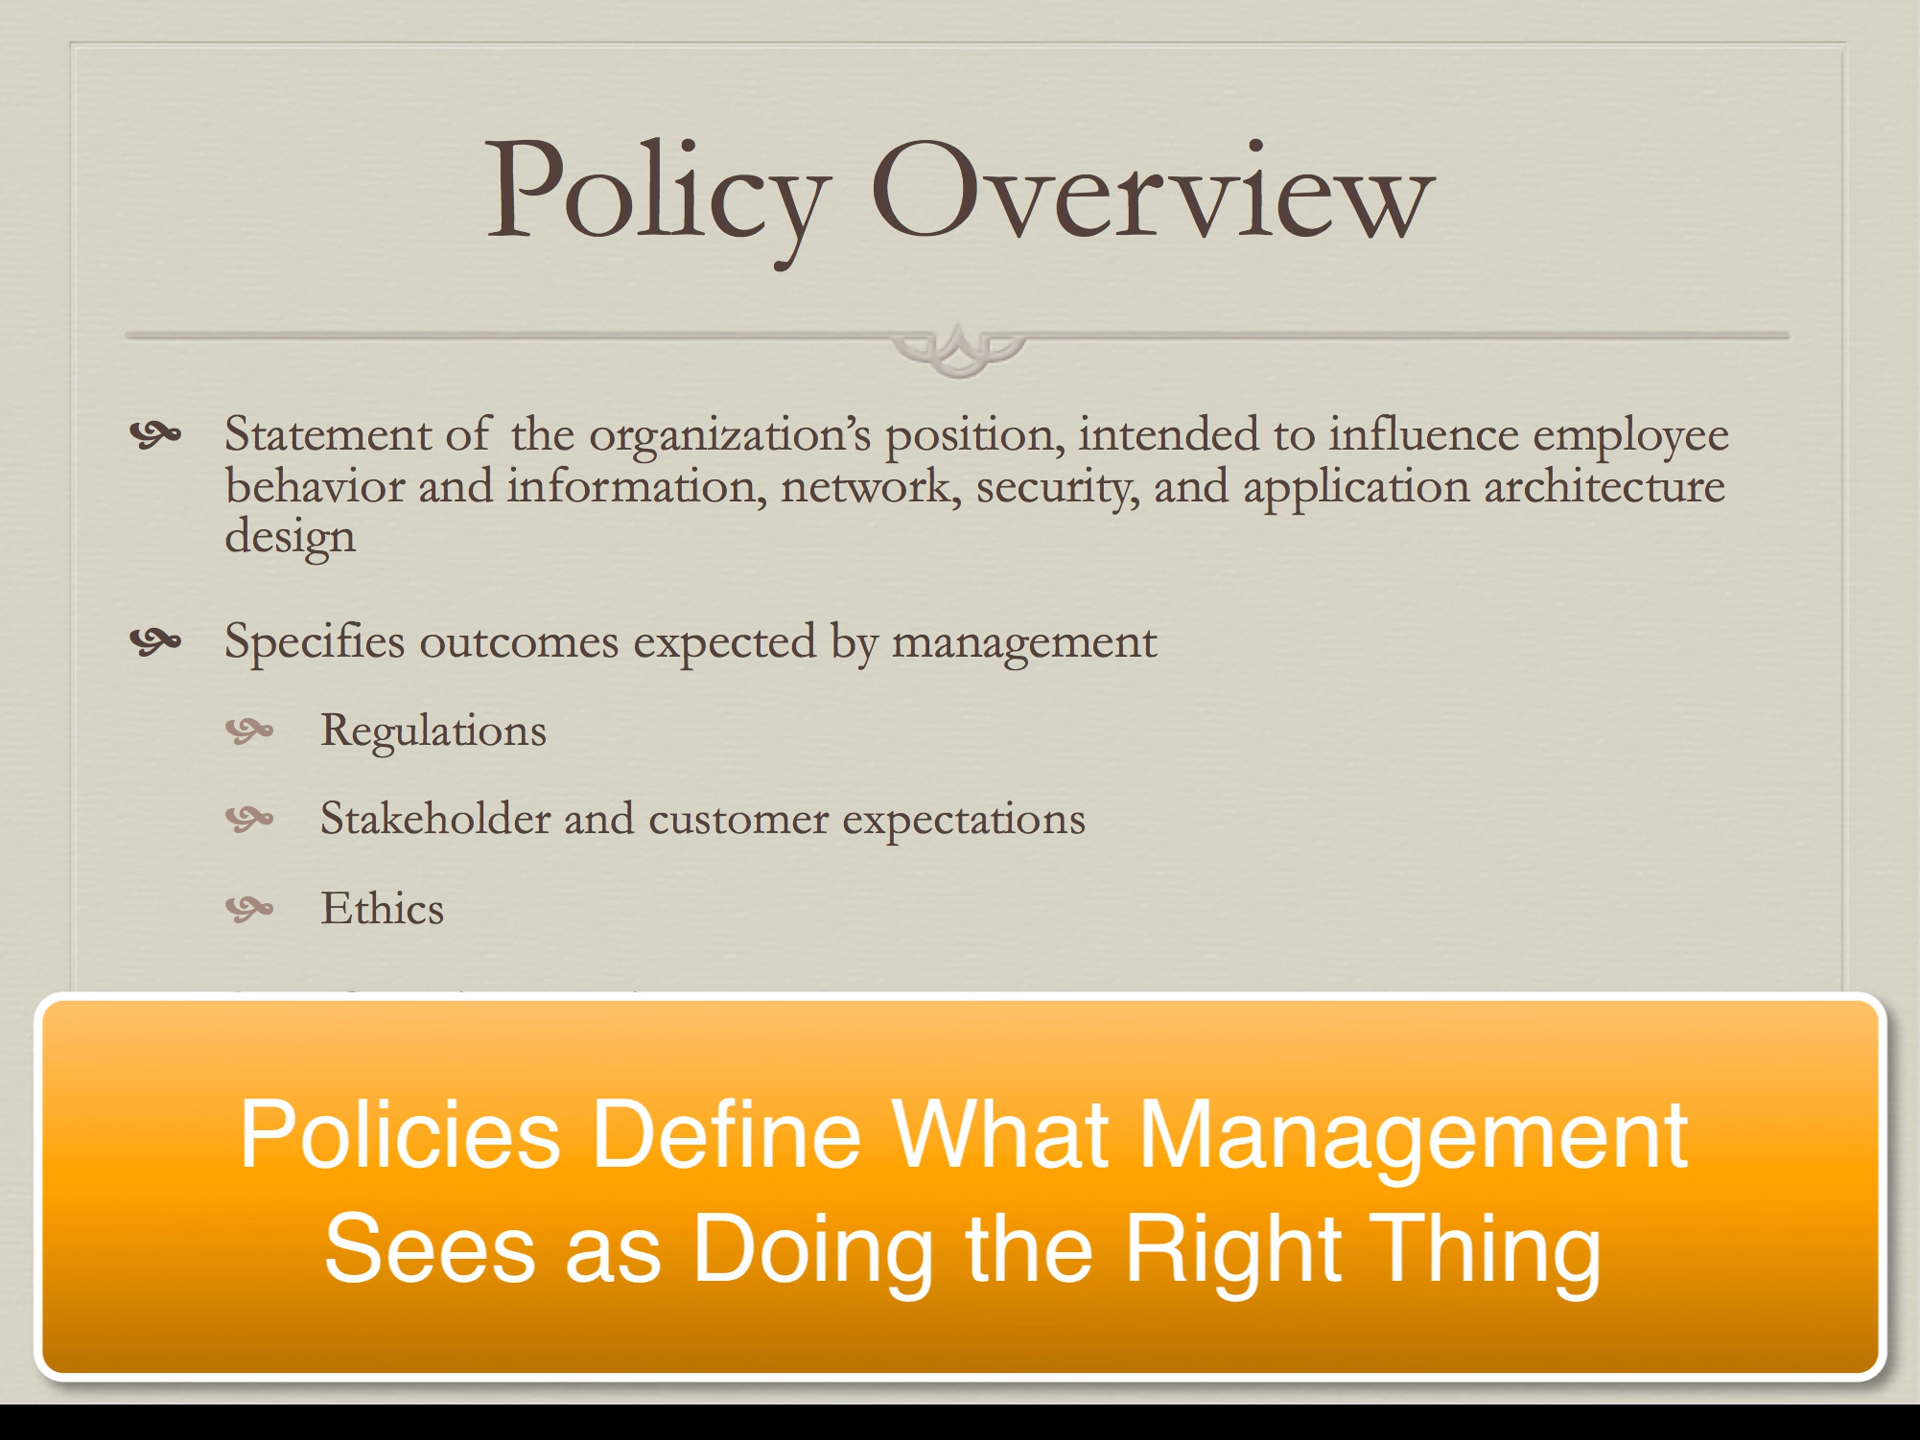 Policy Overview
Statement of the organization’s position, intended to influence employee
behavior and information, network, security, and application architecture
design
Specifies outcomes expected by management
Regulations
Stakeholder and customer expectations
Ethics
Policies Define What Management
Sees as Doing the Right Thing